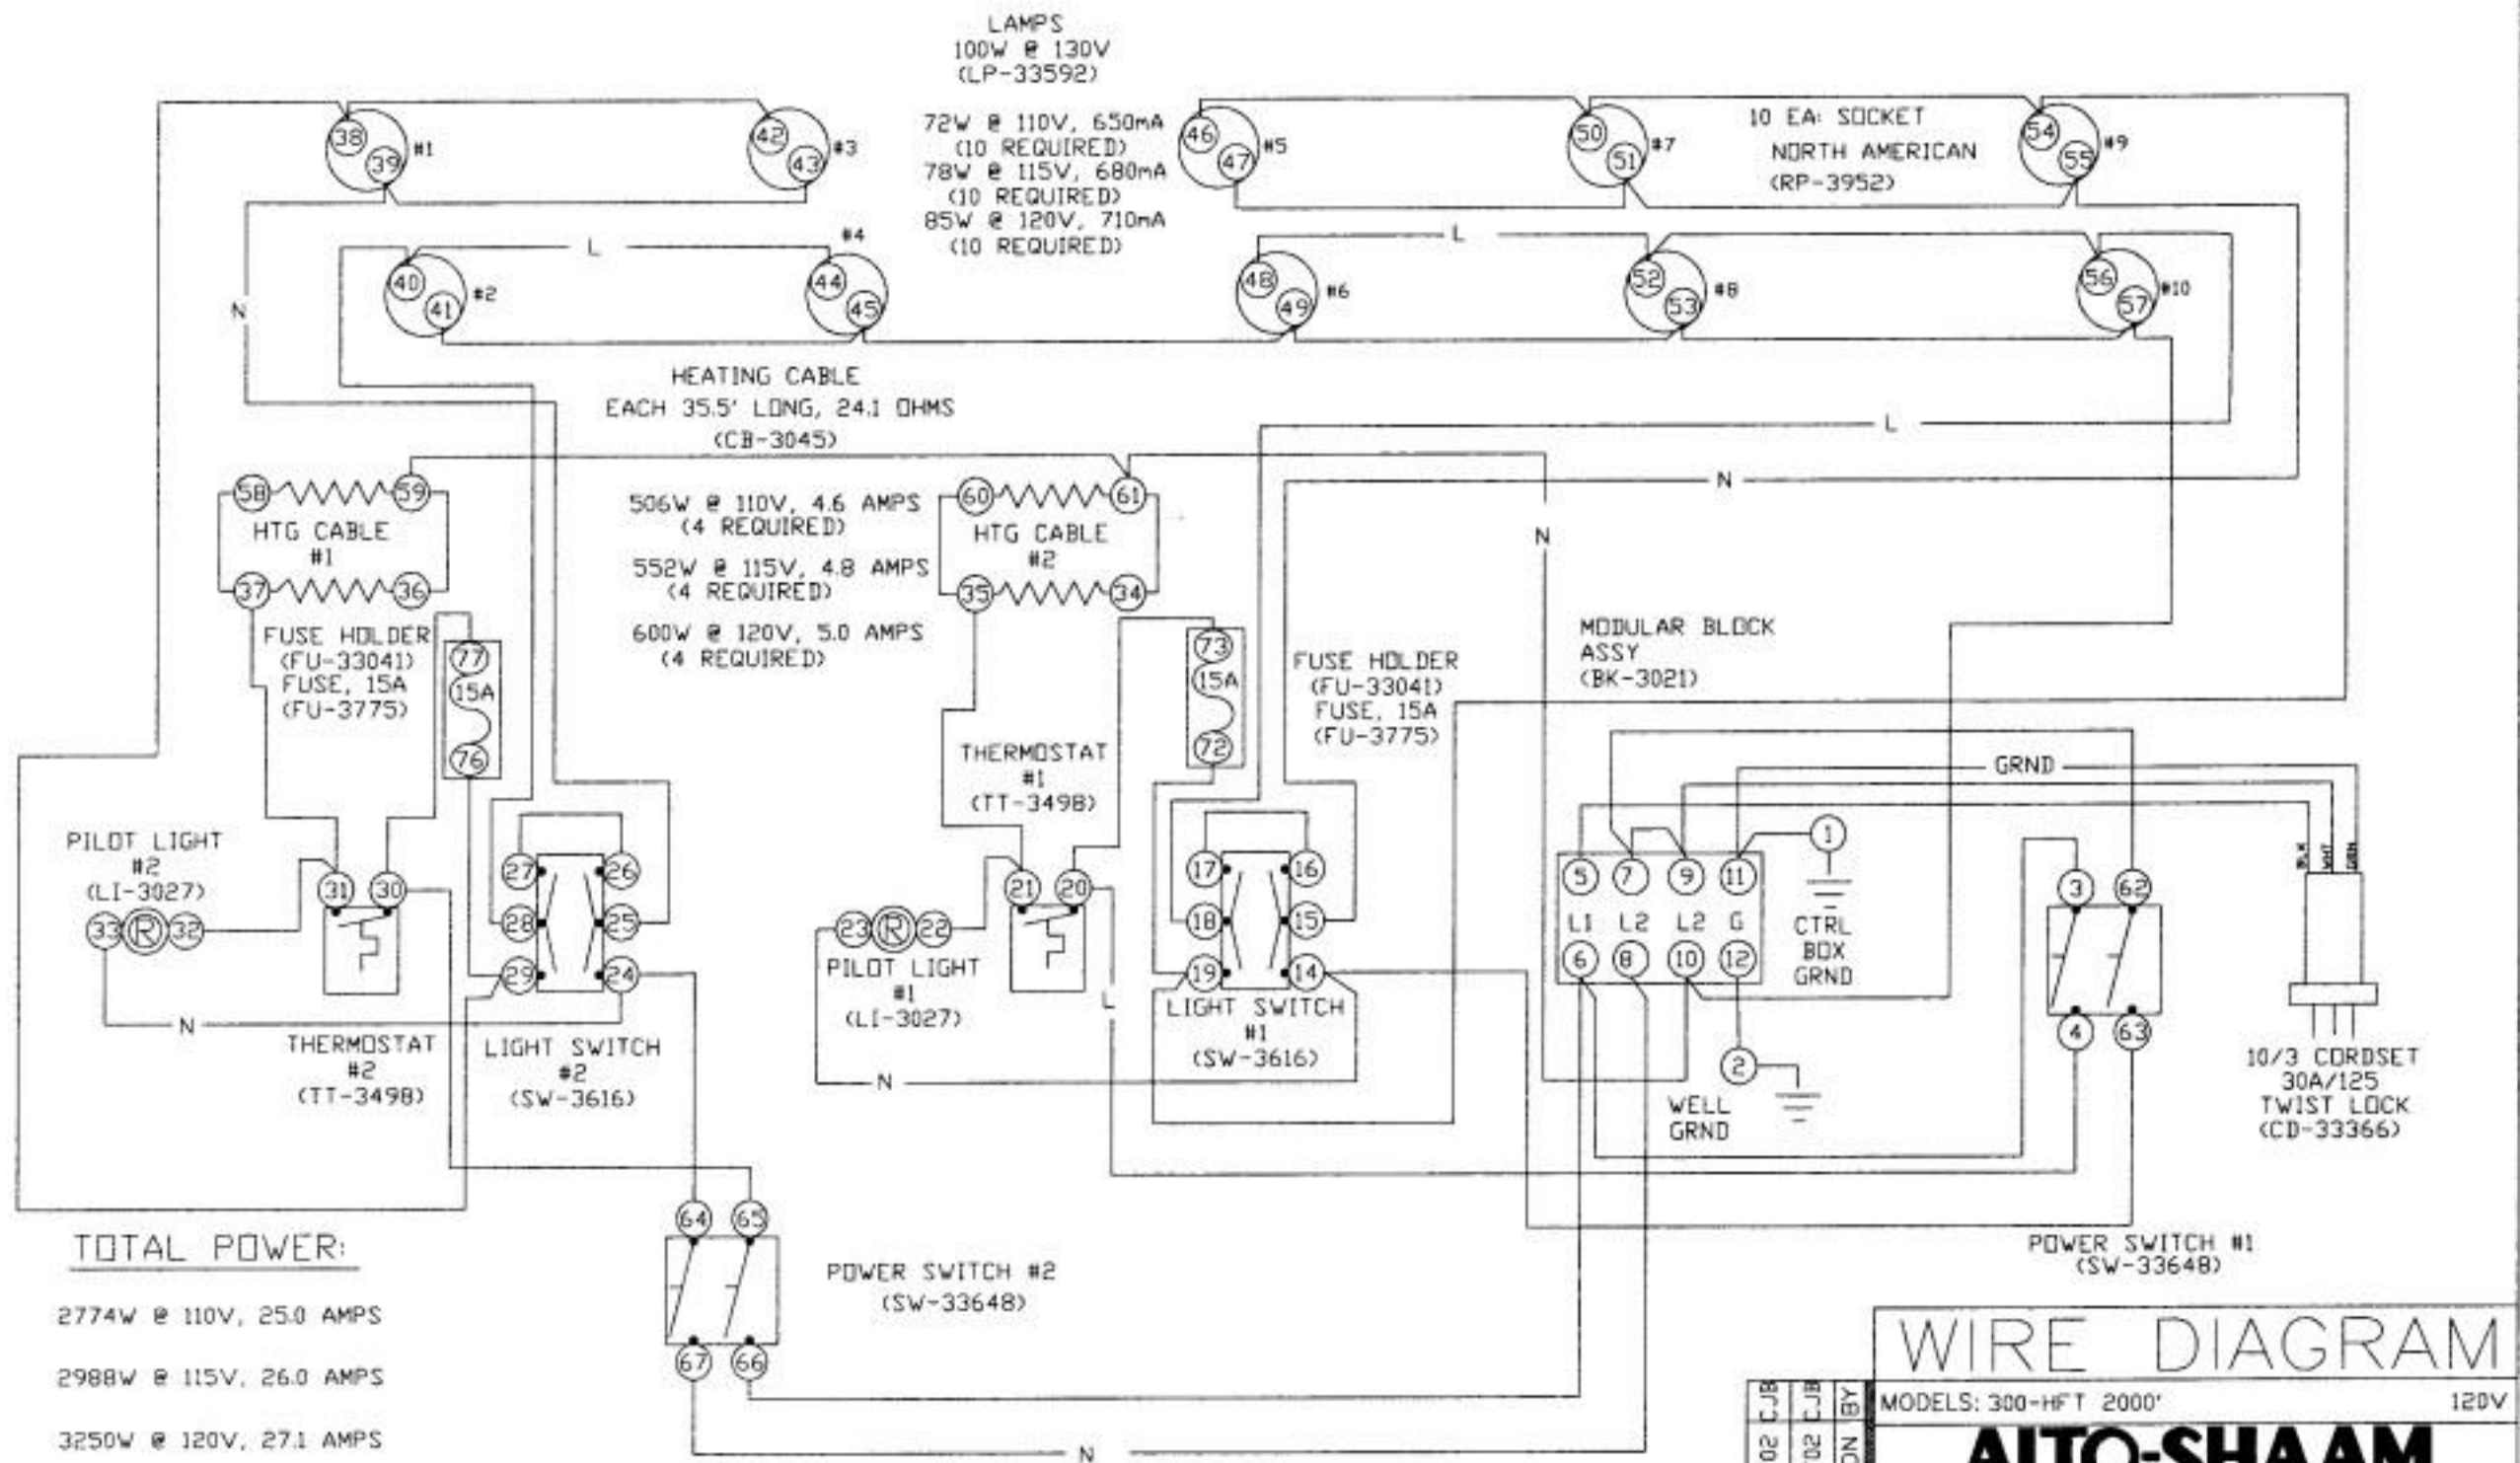 LAMPS
100W @ 130V
(LP-33592)
72W @ 110V, 650mA
(10 REQUIRED)
78W @ 115V, 680mA
(10 REQUIRED)
85W @ 120V, 710mA
(10 REQUIRED)
10 EA: SOCKET
NORTH AMERICAN
(RP-3952)
38 39 #1
42 43 #3
46 47 #5
50 51 #7
54 55 #9
40 41 #2
44 45 #4
48 49 #6
52 53 #8
56 57 #10
L
L
N
HEATING CABLE
EACH 35.5' LONG, 24.1 OHMS
(CB-3045)
L
N
N
58 59
HTG CABLE
#1
37 36
506W @ 110V, 4.6 AMPS
(4 REQUIRED)
552W @ 115V, 4.8 AMPS
(4 REQUIRED)
600W @ 120V, 5.0 AMPS
(4 REQUIRED)
60 61
HTG CABLE
#2
35 34
FUSE HOLDER
(FU-33041)
FUSE, 15A
(FU-3775)
77
15A
76
73
15A
72
FUSE HOLDER
(FU-33041)
FUSE, 15A
(FU-3775)
MODULAR BLOCK
ASSY
(BK-3021)
THERMOSTAT
#1
(TT-3498)
GRND
PILOT LIGHT
#2
(LI-3027)
33 R 32
31 30
27 26
28 25
29 24
N
THERMOSTAT
#2
(TT-3498)
LIGHT SWITCH
#2
(SW-3616)
21 20
23 R 22
PILOT LIGHT
#1
(LI-3027)
N
L
17 16
18 15
19 14
LIGHT SWITCH
#1
(SW-3616)
5 7 9 11
L1 L2 L2 G
6 8 10 12
1
CTRL
BOX
GRND
2
WELL
GRND
3 62
4 63
BLK
WHT
GRN
10/3 CORDSET
30A/125
TWIST LOCK
(CD-33366)
POWER SWITCH #1
(SW-33648)
64 65
67 66
POWER SWITCH #2
(SW-33648)
N
TOTAL POWER:
2774W @ 110V, 25.0 AMPS
2988W @ 115V, 26.0 AMPS
3250W @ 120V, 27.1 AMPS
WIRE DIAGRAM
MODELS: 300-HFT 2000' 120V
ALTO-SHAAM
CJB
CJB
BY
02
02
ON